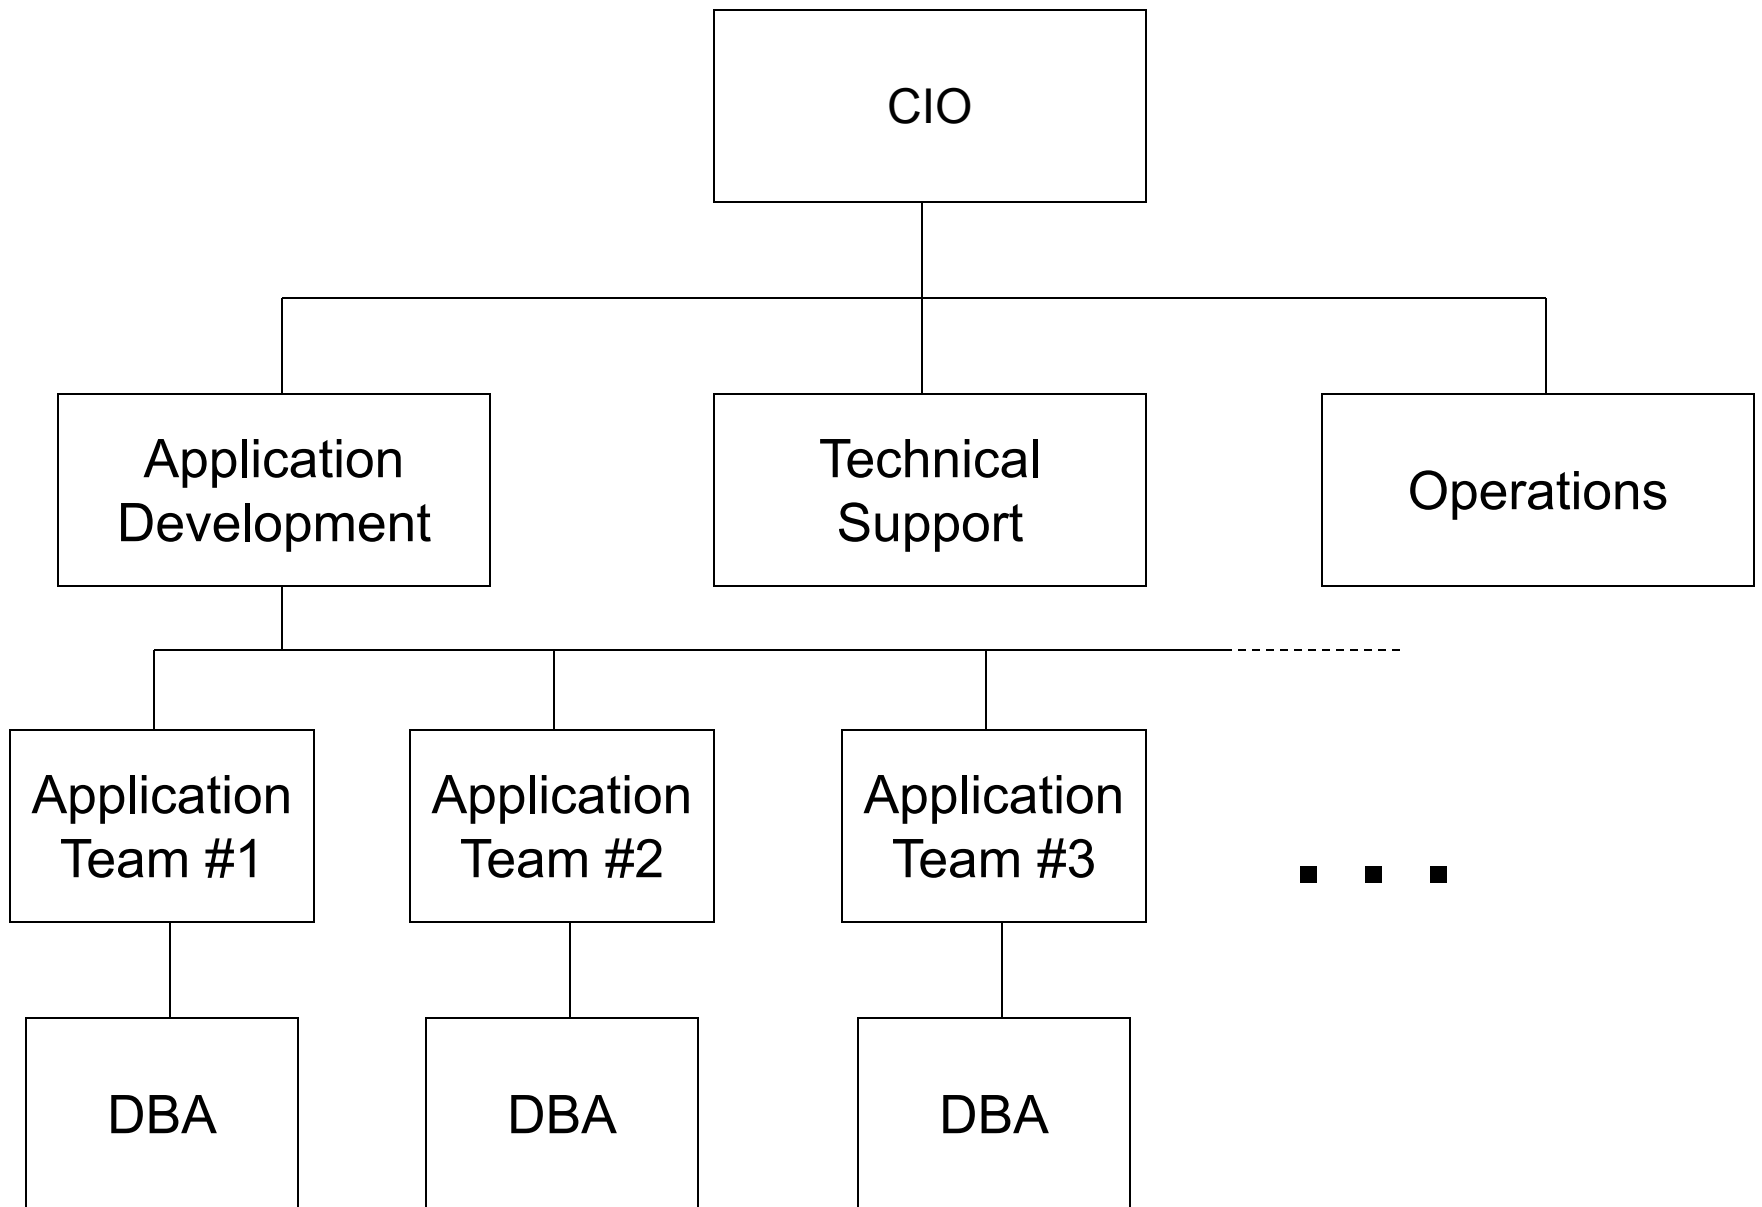 CIO
Application
Development
Technical
Support
Operations
Application
Team #1
Application
Team #2
Application
Team #3
. . .
DBA
DBA
DBA